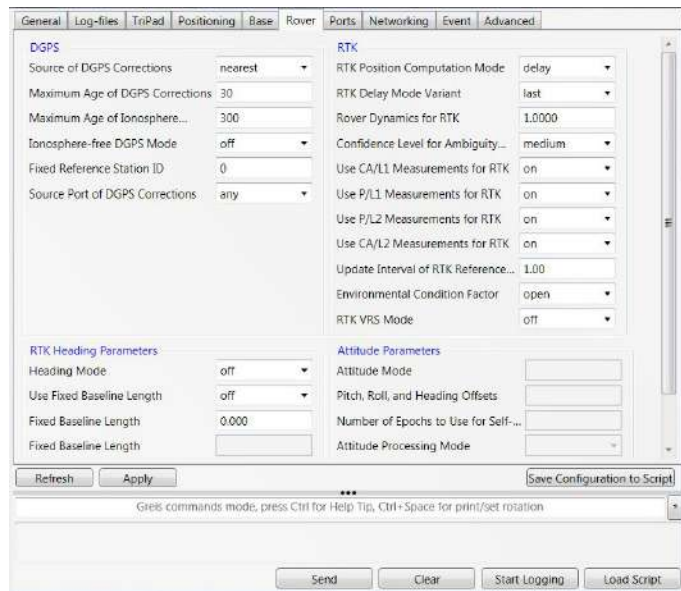 General Log-files TriPad Positioning Base Rover Ports Networking Event Advanced
DGPS
Source of DGPS Corrections nearest
Maximum Age of DGPS Corrections 30
Maximum Age of Ionosphere... 300
Ionosphere-free DGPS Mode off
Fixed Reference Station ID 0
Source Port of DGPS Corrections any
RTK
RTK Position Computation Mode delay
RTK Delay Mode Variant last
Rover Dynamics for RTK 1.0000
Confidence Level for Ambiguity... medium
Use CA/L1 Measurements for RTK on
Use P/L1 Measurements for RTK on
Use P/L2 Measurements for RTK on
Use CA/L2 Measurements for RTK on
Update Interval of RTK Reference... 1.00
Environmental Condition Factor open
RTK VRS Mode off
RTK Heading Parameters
Heading Mode off
Use Fixed Baseline Length off
Fixed Baseline Length 0.000
Fixed Baseline Length
Attitude Parameters
Attitude Mode
Pitch, Roll, and Heading Offsets
Number of Epochs to Use for Self-...
Attitude Processing Mode
Refresh Apply Save Configuration to Script
Greis commands mode, press Ctrl for Help Tip, Ctrl+Space for print/set rotation
Send Clear Start Logging Load Script